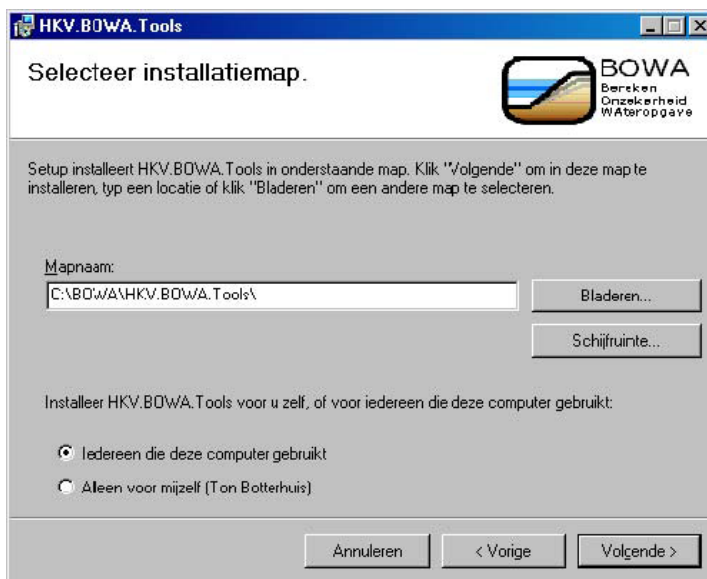 HKV.BOWA.Tools
Selecteer installatiemap.
BOWA
Bereken
Onzekerheid
WAteropgave
Setup installeert HKV.BOWA.Tools in onderstaande map. Klik "Volgende" om in deze map te
installeren, typ een locatie of klik "Bladeren" om een andere map te selecteren.
Mapnaam:
C:\BOWA\HKV.BOWA.Tools\
Bladeren...
Schijfruinte...
Installeer HKV.BOWA.Tools voor u zelf, of voor iedereen die deze computer gebruikt:
Iedereen die deze computer gebruikt
Aleen voor mijzelf (Ton Botterhuis)
Annuleren
< Vorige
Volgende >